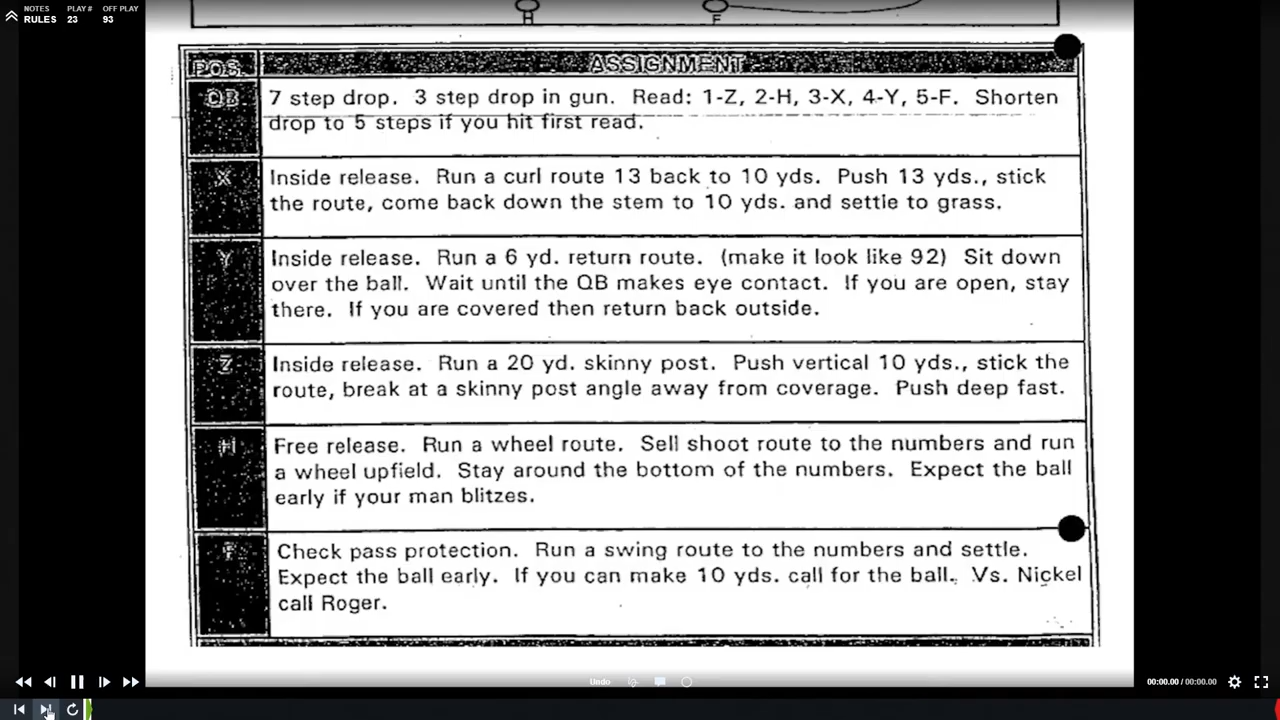 NOTES PLAY # OFF PLAY
RULES 23 93
H F
POS. ASSIGNMENT
QB 7 step drop. 3 step drop in gun. Read: 1-Z, 2-H, 3-X, 4-Y, 5-F. Shorten
drop to 5 steps if you hit first read.
X Inside release. Run a curl route 13 back to 10 yds. Push 13 yds., stick
the route, come back down the stem to 10 yds. and settle to grass.
Y Inside release. Run a 6 yd. return route. (make it look like 92) Sit down
over the ball. Wait until the QB makes eye contact. If you are open, stay
there. If you are covered then return back outside.
Z Inside release. Run a 20 yd. skinny post. Push vertical 10 yds., stick the
route, break at a skinny post angle away from coverage. Push deep fast.
H Free release. Run a wheel route. Sell shoot route to the numbers and run
a wheel upfield. Stay around the bottom of the numbers. Expect the ball
early if your man blitzes.
F Check pass protection. Run a swing route to the numbers and settle.
Expect the ball early. If you can make 10 yds. call for the ball. Vs. Nickel
call Roger.
Undo 00:00.00 / 00:00.00